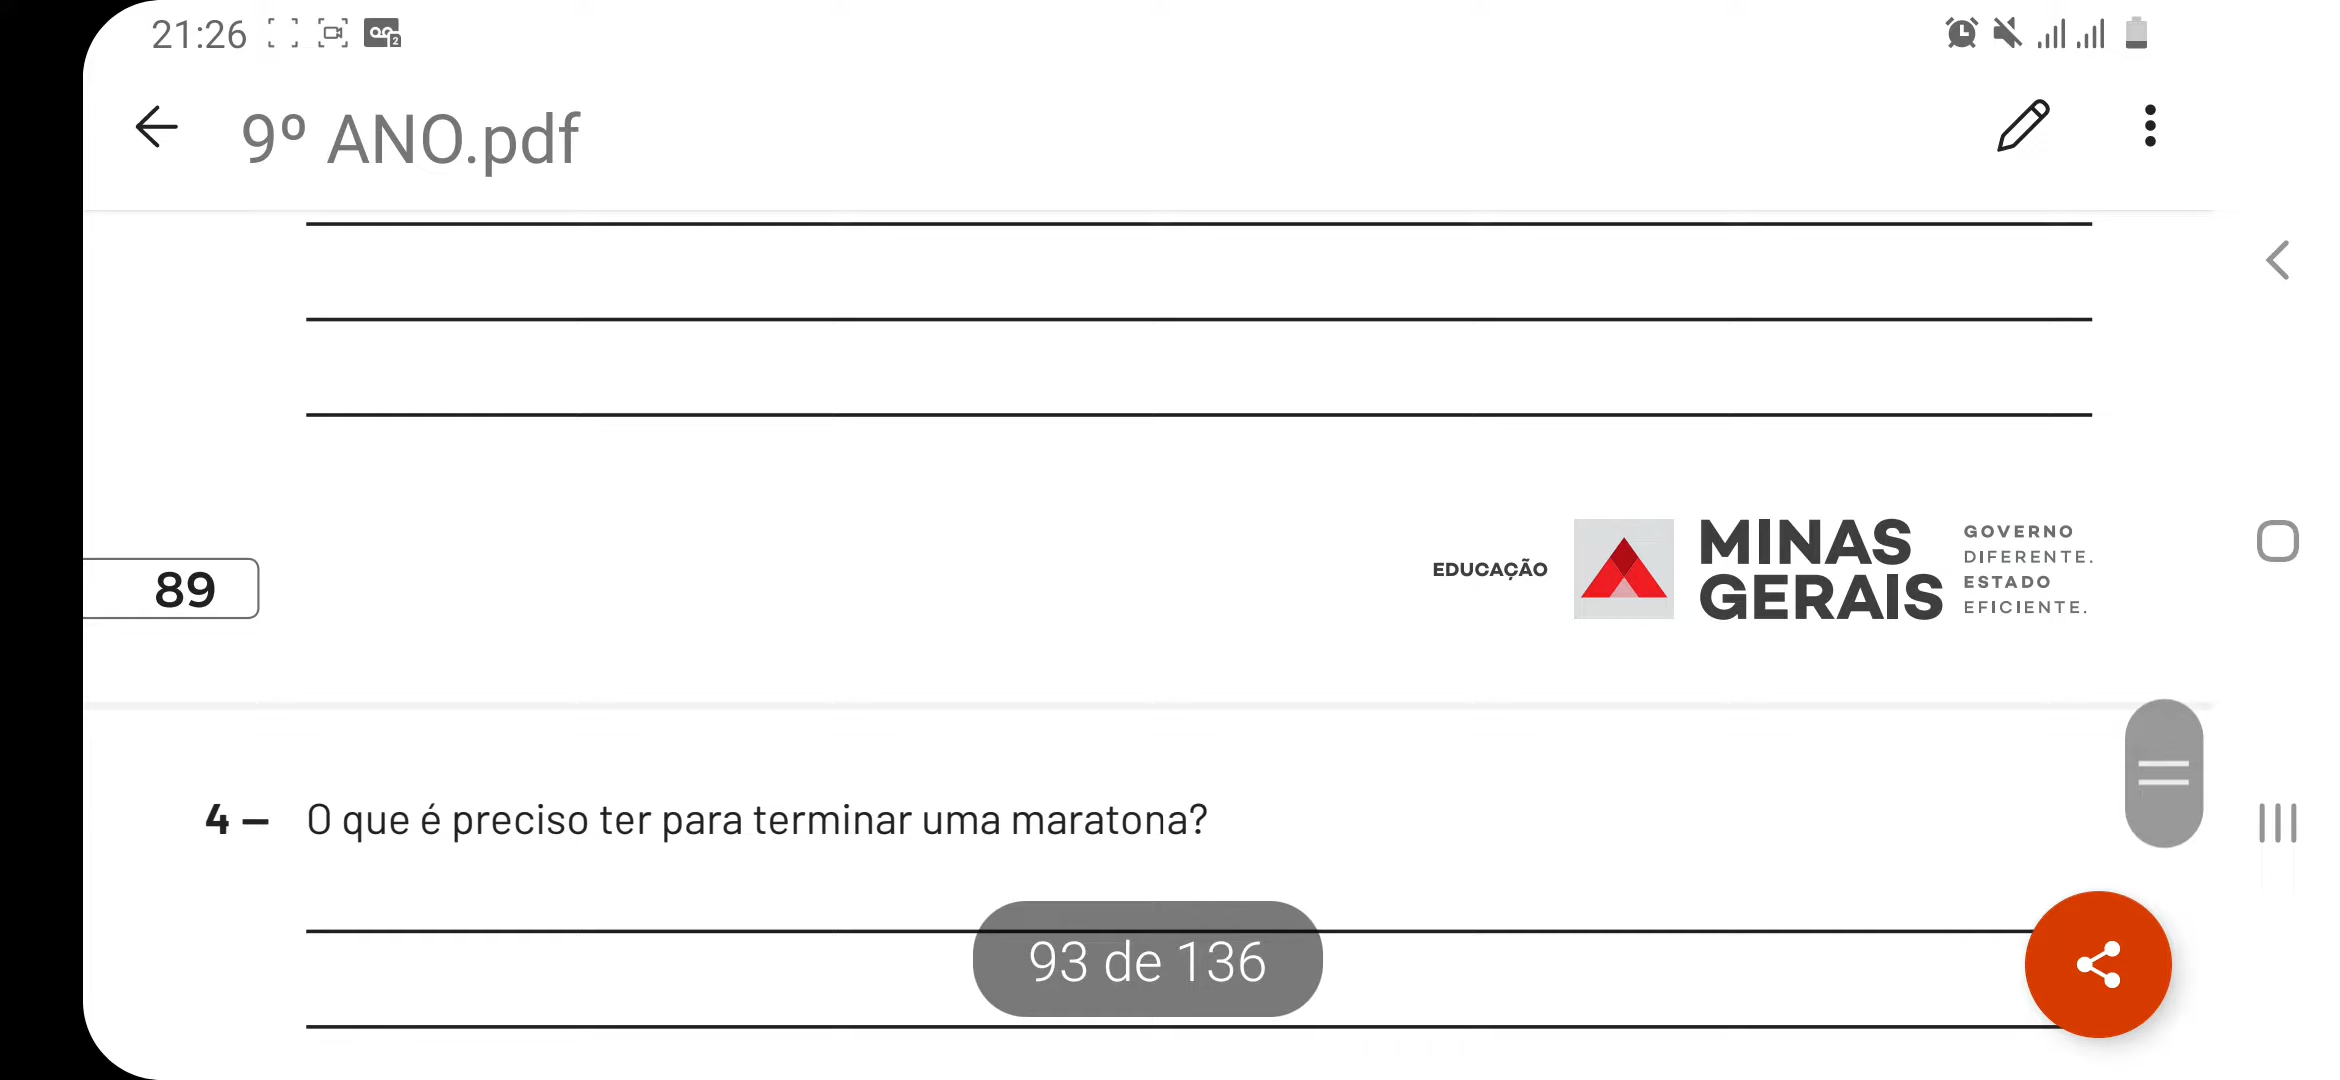 21:26
9º ANO.pdf
EDUCAÇÃO
MINAS
GERAIS
GOVERNO
DIFERENTE.
ESTADO
EFICIENTE.
89
4 – O que é preciso ter para terminar uma maratona?
93 de 136